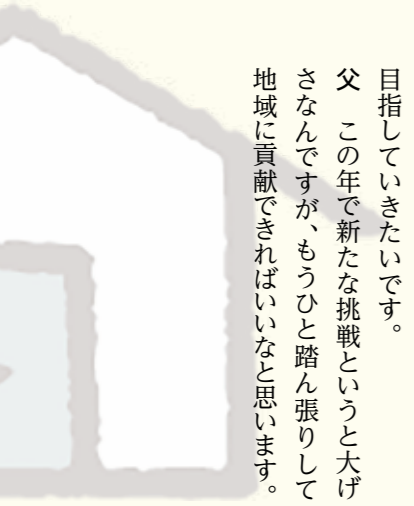 目指していきたいです。
父　この年で新たな挑戦というと大げ
さなんですが、もうひと踏ん張りして
地域に貢献できればいいなと思います。